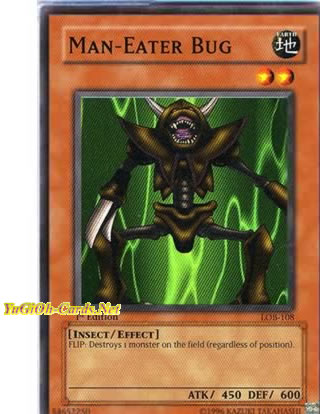 MAN-EATER BUG
EARTH
地
YuGiOh-Cards.Net
1st Edition
LOB-108
[INSECT/EFFECT]
FLIP: Destroys 1 monster on the field (regardless of position).
ATK/ 450 DEF/ 600
©1996 KAZUKI TAKAHASHI